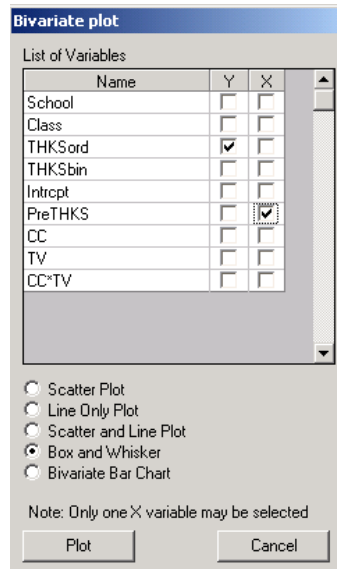 Bivariate plot
List of Variables
Name Y X
School
Class
THKSord
THKSbin
Intrcpt
PreTHKS
CC
TV
CC*TV
Scatter Plot
Line Only Plot
Scatter and Line Plot
Box and Whisker
Bivariate Bar Chart
Note: Only one X variable may be selected
Plot Cancel